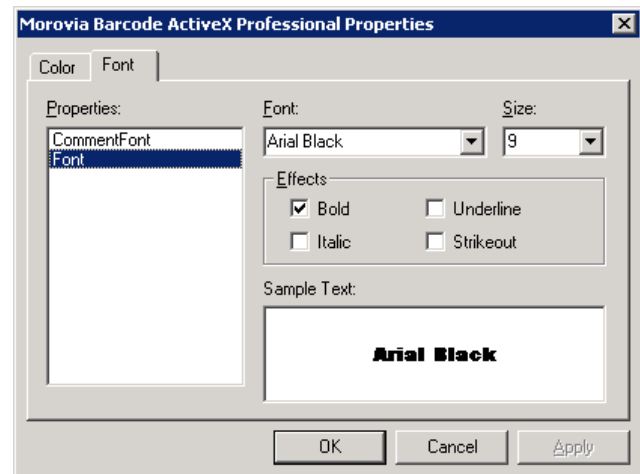 Morovia Barcode ActiveX Professional Properties
Color Font
Properties:
CommentFont
Font
Font:
Arial Black
Size:
9
Effects
Bold
Underline
Italic
Strikeout
Sample Text:
Arial Black
OK
Cancel
Apply